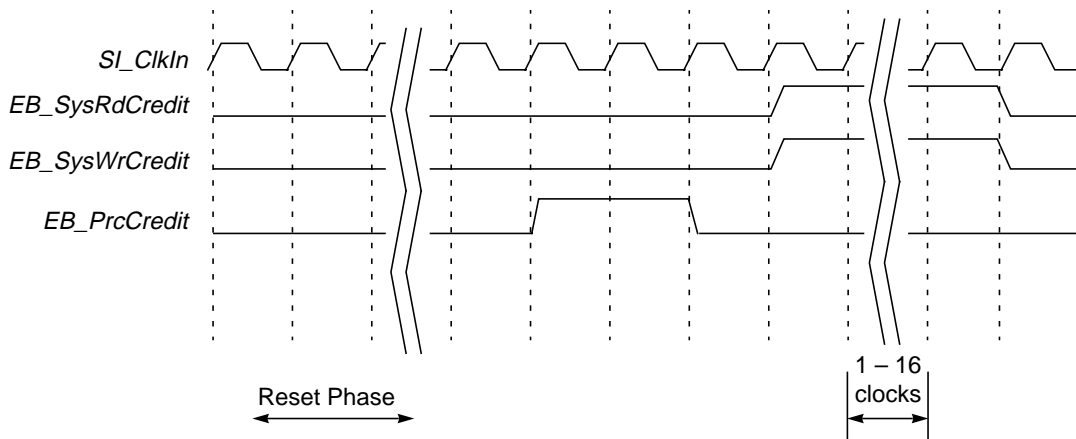 SI_ClkIn
EB_SysRdCredit
EB_SysWrCredit
EB_PrcCredit
Reset Phase
1 – 16
clocks